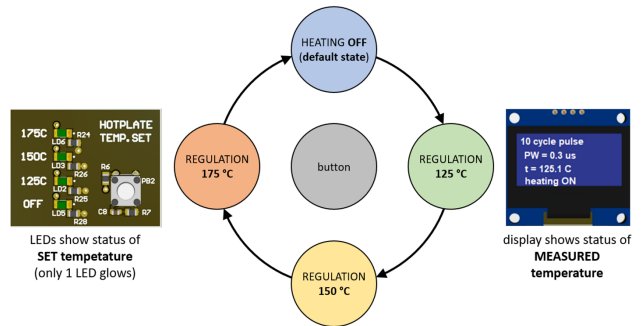 HEATING OFF
(default state)
175C
150C
125C
OFF
HOTPLATE
TEMP.SET
R24
LD6
LD3
R26
LD2
R25
LD5
R28
R6
PB2
C8
R7
REGULATION
175 °C
button
REGULATION
125 °C
10 cycle pulse
PW = 0.3 us
t = 125.1 C
heating ON
LEDs show status of
SET tempetature
(only 1 LED glows)
REGULATION
150 °C
display shows status of
MEASURED
temperature